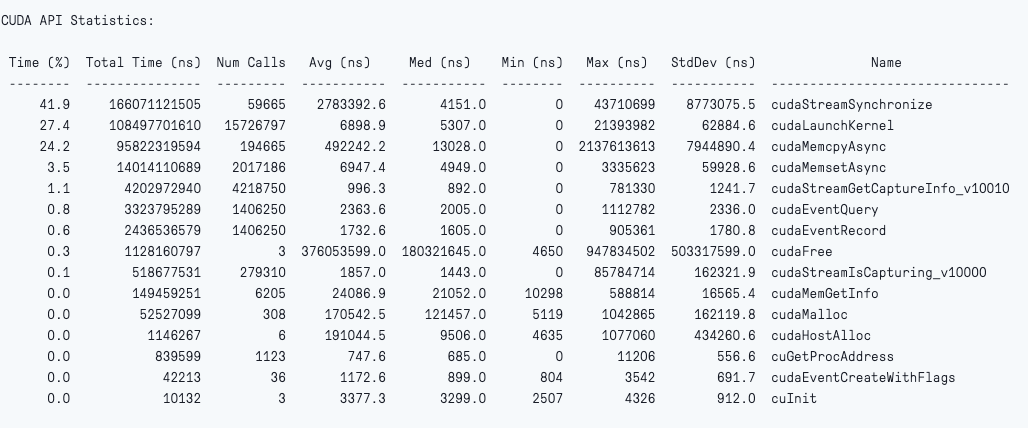 CUDA API Statistics:
Time (%) Total Time (ns) Num Calls Avg (ns) Med (ns) Min (ns) Max (ns) StdDev (ns) Name
-------- --------------- --------- ----------- ----------- -------- ---------- ----------- -------------------------------
41.9 166071121505 59665 2783392.6 4151.0 0 43710699 8773075.5 cudaStreamSynchronize
27.4 108497701610 15726797 6898.9 5307.0 0 21393982 62884.6 cudaLaunchKernel
24.2 95822319594 194665 492242.2 13028.0 0 2137613613 7944890.4 cudaMemcpyAsync
3.5 14014110689 2017186 6947.4 4949.0 0 3335623 59928.6 cudaMemsetAsync
1.1 4202972940 4218750 996.3 892.0 0 781330 1241.7 cudaStreamGetCaptureInfo_v10010
0.8 3323795289 1406250 2363.6 2005.0 0 1112782 2336.0 cudaEventQuery
0.6 2436536579 1406250 1732.6 1605.0 0 905361 1780.8 cudaEventRecord
0.3 1128160797 3 376053599.0 180321645.0 4650 947834502 503317599.0 cudaFree
0.1 518677531 279310 1857.0 1443.0 0 85784714 162321.9 cudaStreamIsCapturing_v10000
0.0 149459251 6205 24086.9 21052.0 10298 588814 16565.4 cudaMemGetInfo
0.0 52527099 308 170542.5 121457.0 5119 1042865 162119.8 cudaMalloc
0.0 1146267 6 191044.5 9506.0 4635 1077060 434260.6 cudaHostAlloc
0.0 839599 1123 747.6 685.0 0 11206 556.6 cuGetProcAddress
0.0 42213 36 1172.6 899.0 804 3542 691.7 cudaEventCreateWithFlags
0.0 10132 3 3377.3 3299.0 2507 4326 912.0 cuInit